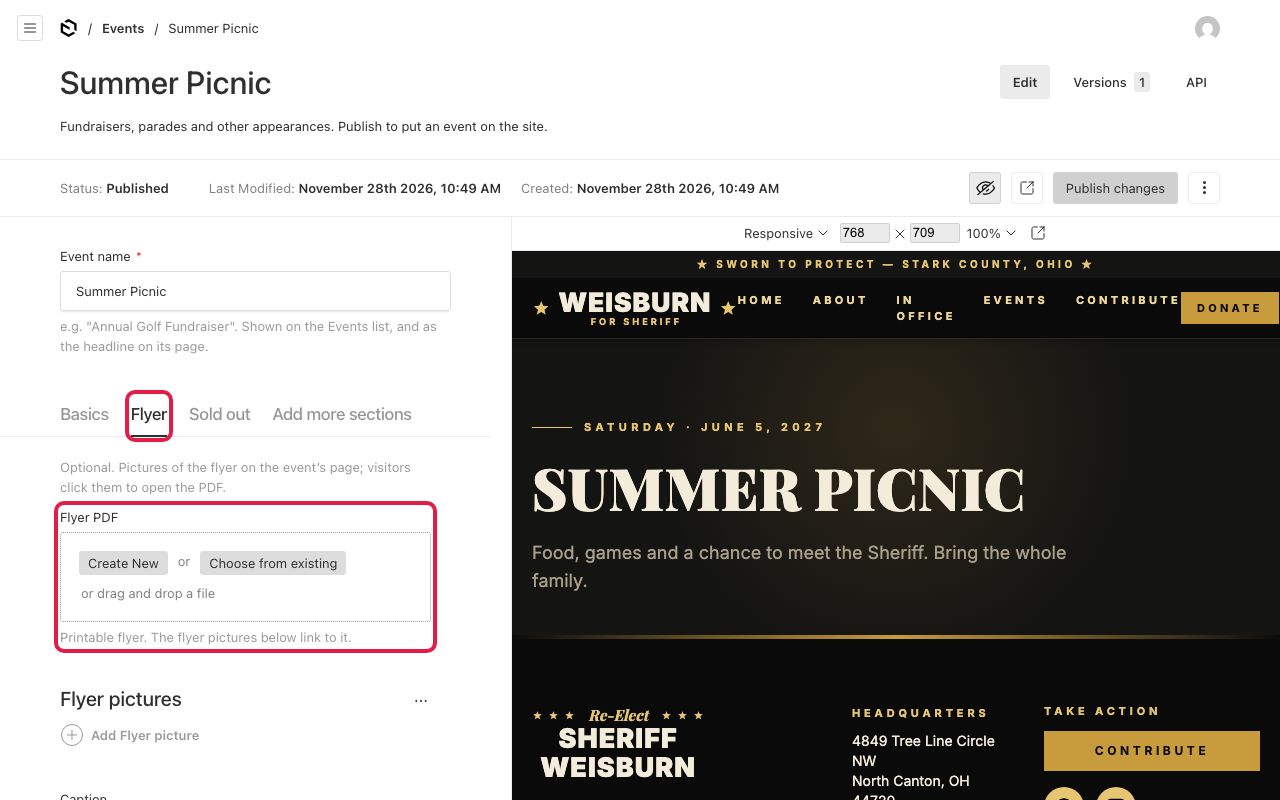 / Events / Summer Picnic
Summer Picnic
Edit Versions 1 API
Fundraisers, parades and other appearances. Publish to put an event on the site.
Status: Published Last Modified: November 28th 2026, 10:49 AM Created: November 28th 2026, 10:49 AM Publish changes
Responsive 768 × 709 100%
Event name *
Summer Picnic
e.g. "Annual Golf Fundraiser". Shown on the Events list, and as
the headline on its page.
Basics Flyer Sold out Add more sections
Optional. Pictures of the flyer on the event's page; visitors
click them to open the PDF.
Flyer PDF
Create New or Choose from existing
or drag and drop a file
Printable flyer. The flyer pictures below link to it.
Flyer pictures ...
Add Flyer picture
Caption
★ SWORN TO PROTECT — STARK COUNTY, OHIO ★
★ WEISBURN ★
FOR SHERIFF
HOME ABOUT IN OFFICE EVENTS CONTRIBUTE DONATE
SATURDAY · JUNE 5, 2027
SUMMER PICNIC
Food, games and a chance to meet the Sheriff. Bring the whole
family.
★ ★ ★ Re-Elect ★ ★ ★
SHERIFF
WEISBURN
HEADQUARTERS
4849 Tree Line Circle
NW
North Canton, OH
44720
TAKE ACTION
CONTRIBUTE